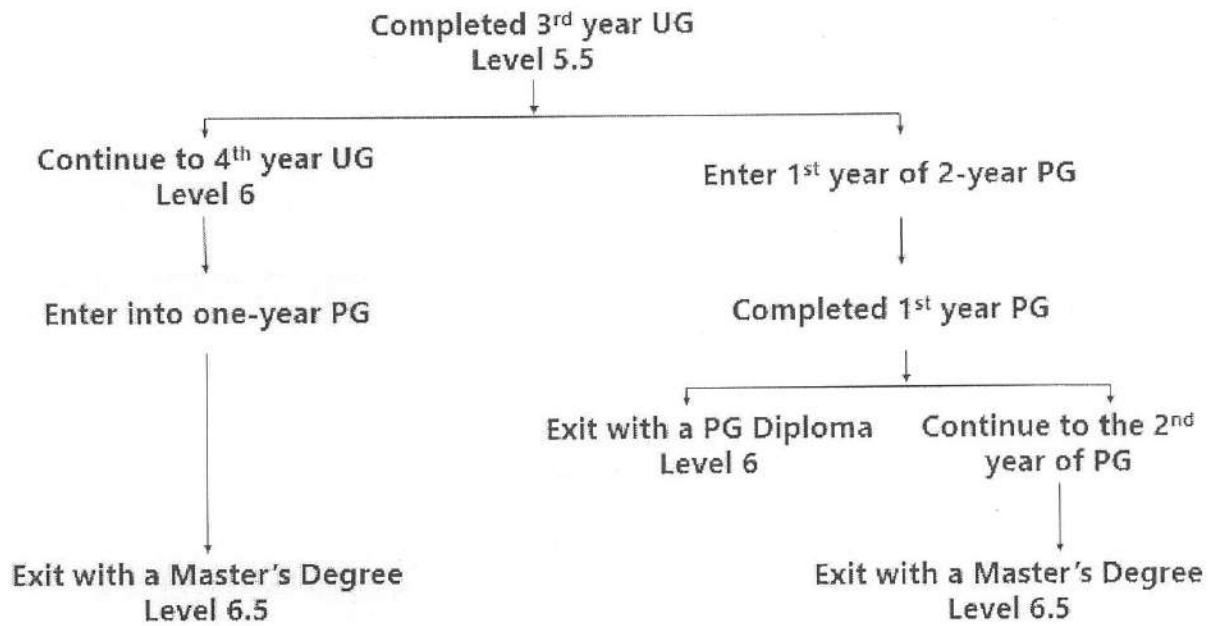 Completed 3rd year UG
Level 5.5
Continue to 4th year UG
Level 6
Enter 1st year of 2-year PG
Enter into one-year PG
Completed 1st year PG
Exit with a PG Diploma
Level 6
Continue to the 2nd
year of PG
Exit with a Master's Degree
Level 6.5
Exit with a Master's Degree
Level 6.5